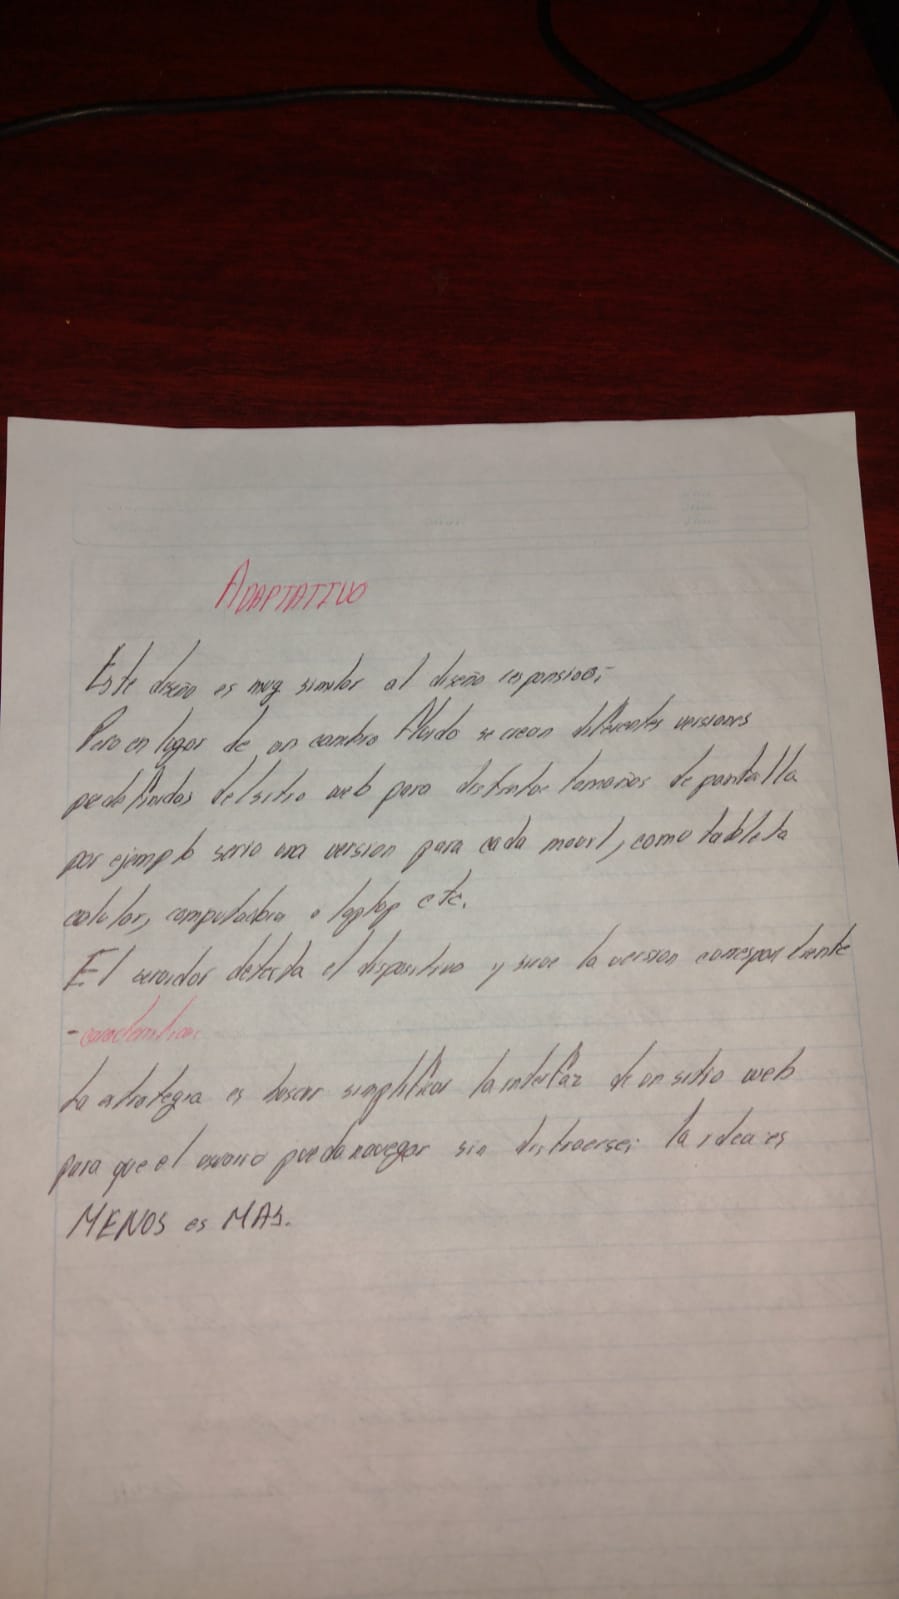 ADAPTATIVO
Este diseño es muy similar al diseño responsivo;
Pero en lugar de un cambio fluido se crean diferentes versiones
predefinidas del sitio web para distintos tamaños de pantalla
por ejemplo seria una version para cada movil, como tableta
celular, computadora o laptop etc.
El servidor detecta el dispositivo y sirve la version correspondiente
- caracteristicas
La estrategia es buscar simplificar la interfaz de un sitio web
para que el usuario pueda navegar sin distraerse; la idea es
MENOS es MAS.